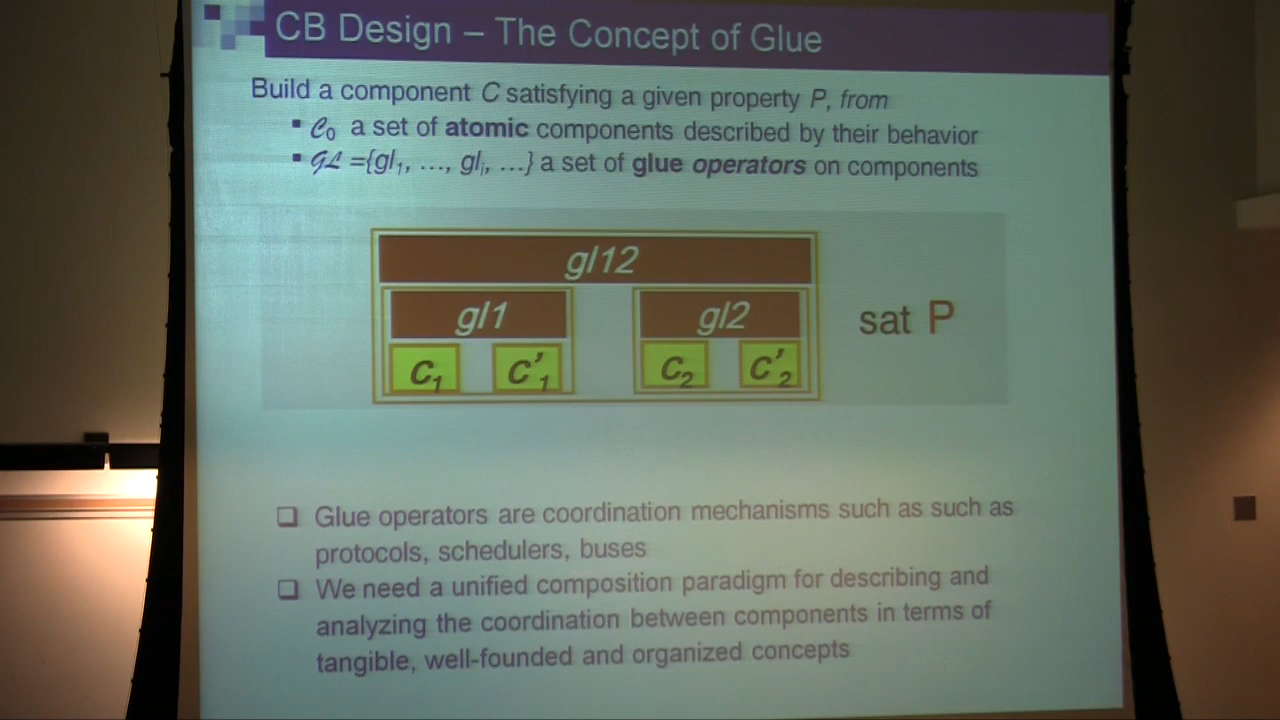 CB Design – The Concept of Glue
Build a component C satisfying a given property P, from
▪ 𝒞₀ a set of atomic components described by their behavior
▪ 𝒢ℒ ={gl₁, …, glᵢ, …} a set of glue operators on components
gl12
gl1 gl2
sat P
C₁ C'₁ C₂ C'₂
❑ Glue operators are coordination mechanisms such as such as
protocols, schedulers, buses
❑ We need a unified composition paradigm for describing and
analyzing the coordination between components in terms of
tangible, well-founded and organized concepts